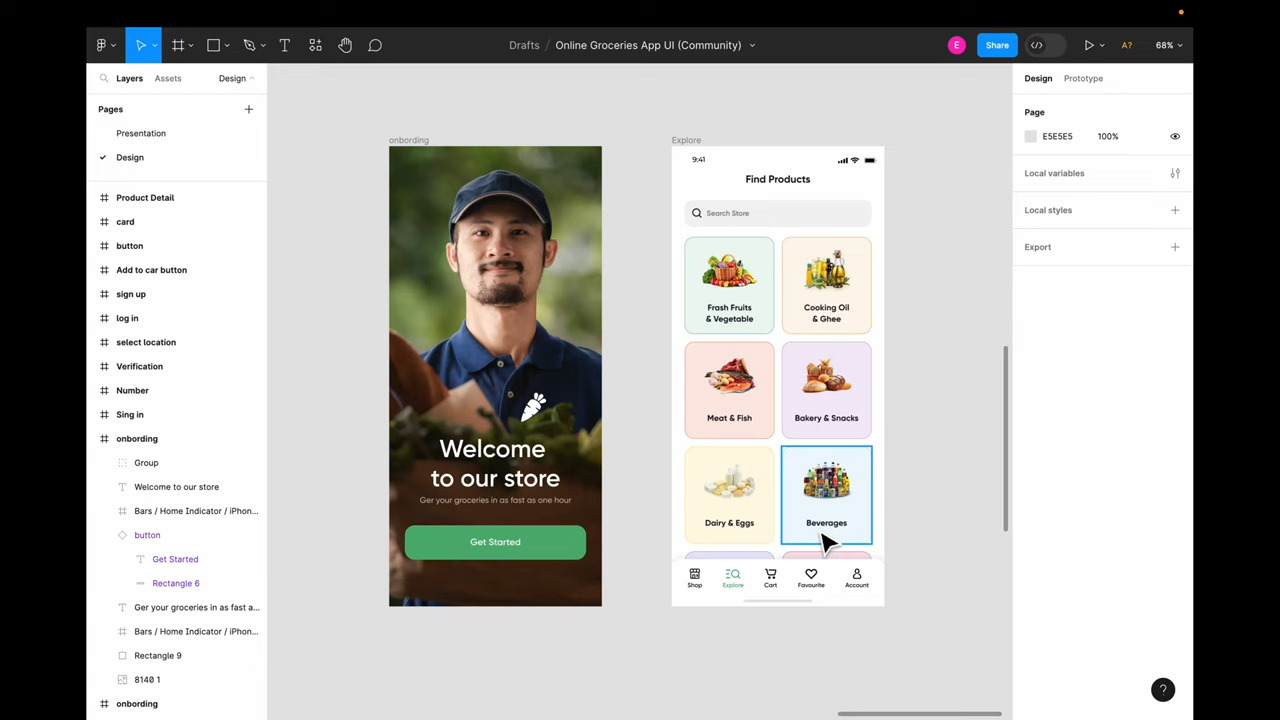 Drafts / Online Groceries App UI (Community)
E
Share
A?
68%
Layers
Assets
Design
Pages
Presentation
Design
Product Detail
card
button
Add to car button
sign up
log in
select location
Verification
Number
Sing in
onbording
Group
Welcome to our store
Bars / Home Indicator / iPhon...
button
Get Started
Rectangle 6
Ger your groceries in as fast a...
Bars / Home Indicator / iPhon...
Rectangle 9
8140 1
onbording
onbording
Welcome
to our store
Ger your groceries in as fast as one hour
Get Started
Explore
9:41
Find Products
Search Store
Frash Fruits
& Vegetable
Cooking Oil
& Ghee
Meat & Fish
Bakery & Snacks
Dairy & Eggs
Beverages
Shop
Explore
Cart
Favourite
Account
Design
Prototype
Page
E5E5E5
100%
Local variables
Local styles
Export
?